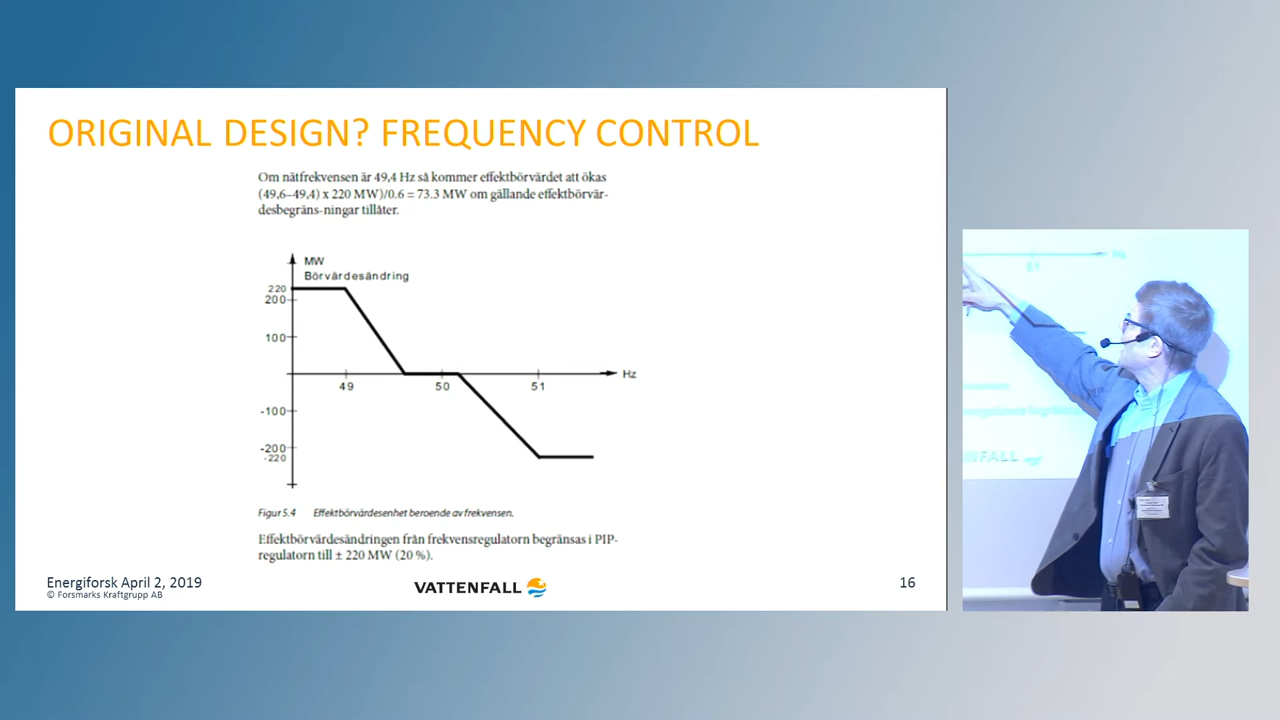 ORIGINAL DESIGN? FREQUENCY CONTROL
Om nätfrekvensen är 49,4 Hz så kommer effektbörvärdet att ökas
(49,6–49,4) x 220 MW)/0.6 = 73.3 MW om gällande effektbörvär-
desbegräns-ningar tillåter.
MW
Börvärdesändring
220
200
100
49
50
51
Hz
-100
-200
-220
Figur 5.4 Effektbörvärdesenhet beroende av frekvensen.
Effektbörvärdesändringen från frekvensregulatorn begränsas i PIP-
regulatorn till ± 220 MW (20 %).
Energiforsk April 2, 2019
© Forsmarks Kraftgrupp AB
VATTENFALL
16
Hz
51
NFALL